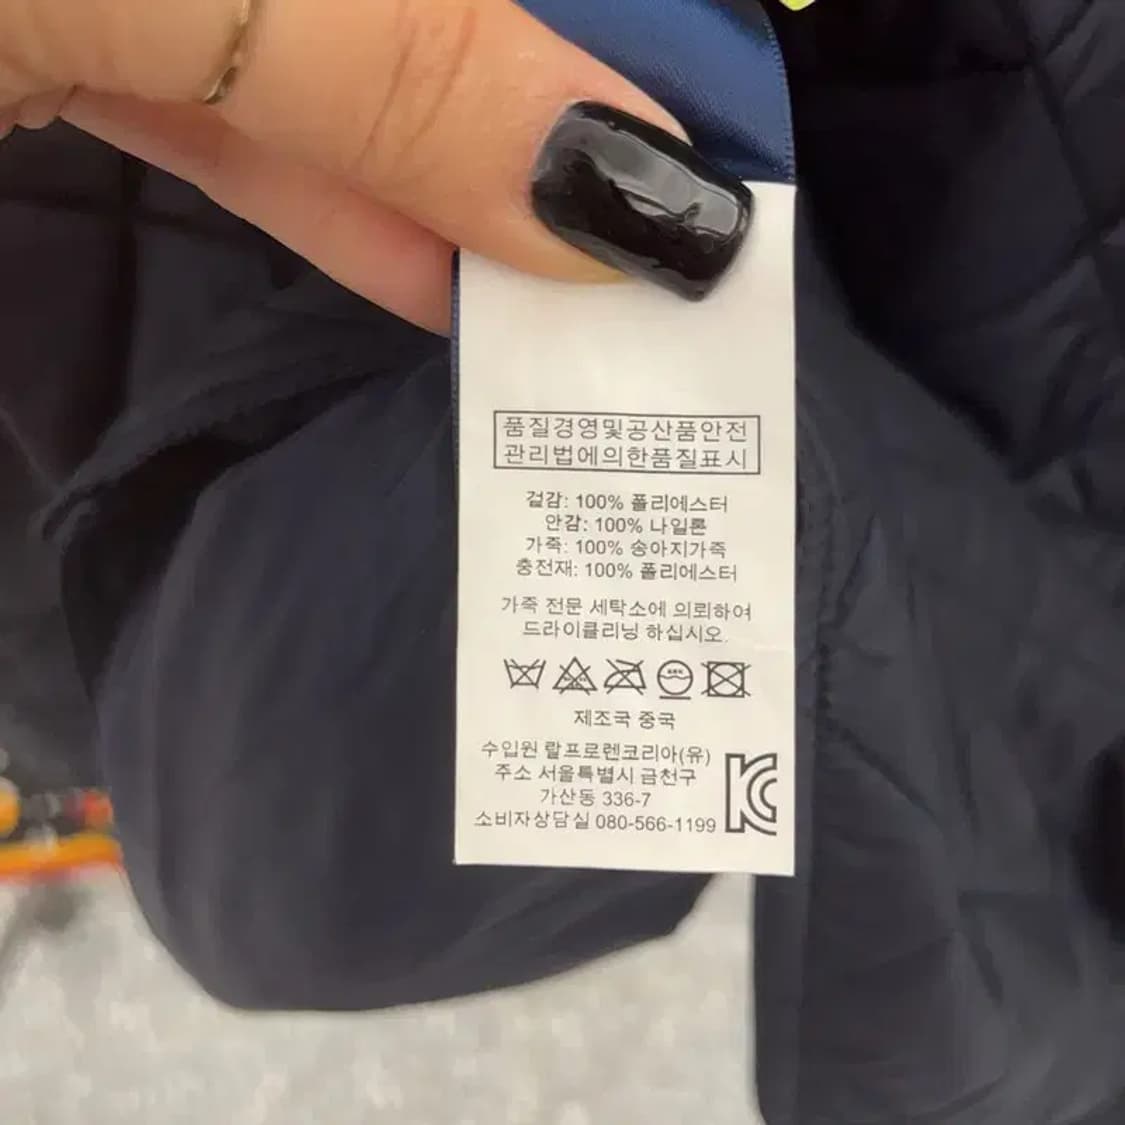 품질경영및공산품안전
관리법에의한품질표시
겉감: 100% 폴리에스터
안감: 100% 나일론
가죽: 100% 송아지가죽
충전재: 100% 폴리에스터
가죽 전문 세탁소에 의뢰하여
드라이클리닝 하십시오.
제조국 중국
수입원 랄프로렌코리아(유)
주소 서울특별시 금천구
가산동 336-7
소비자상담실 080-566-1199
KC